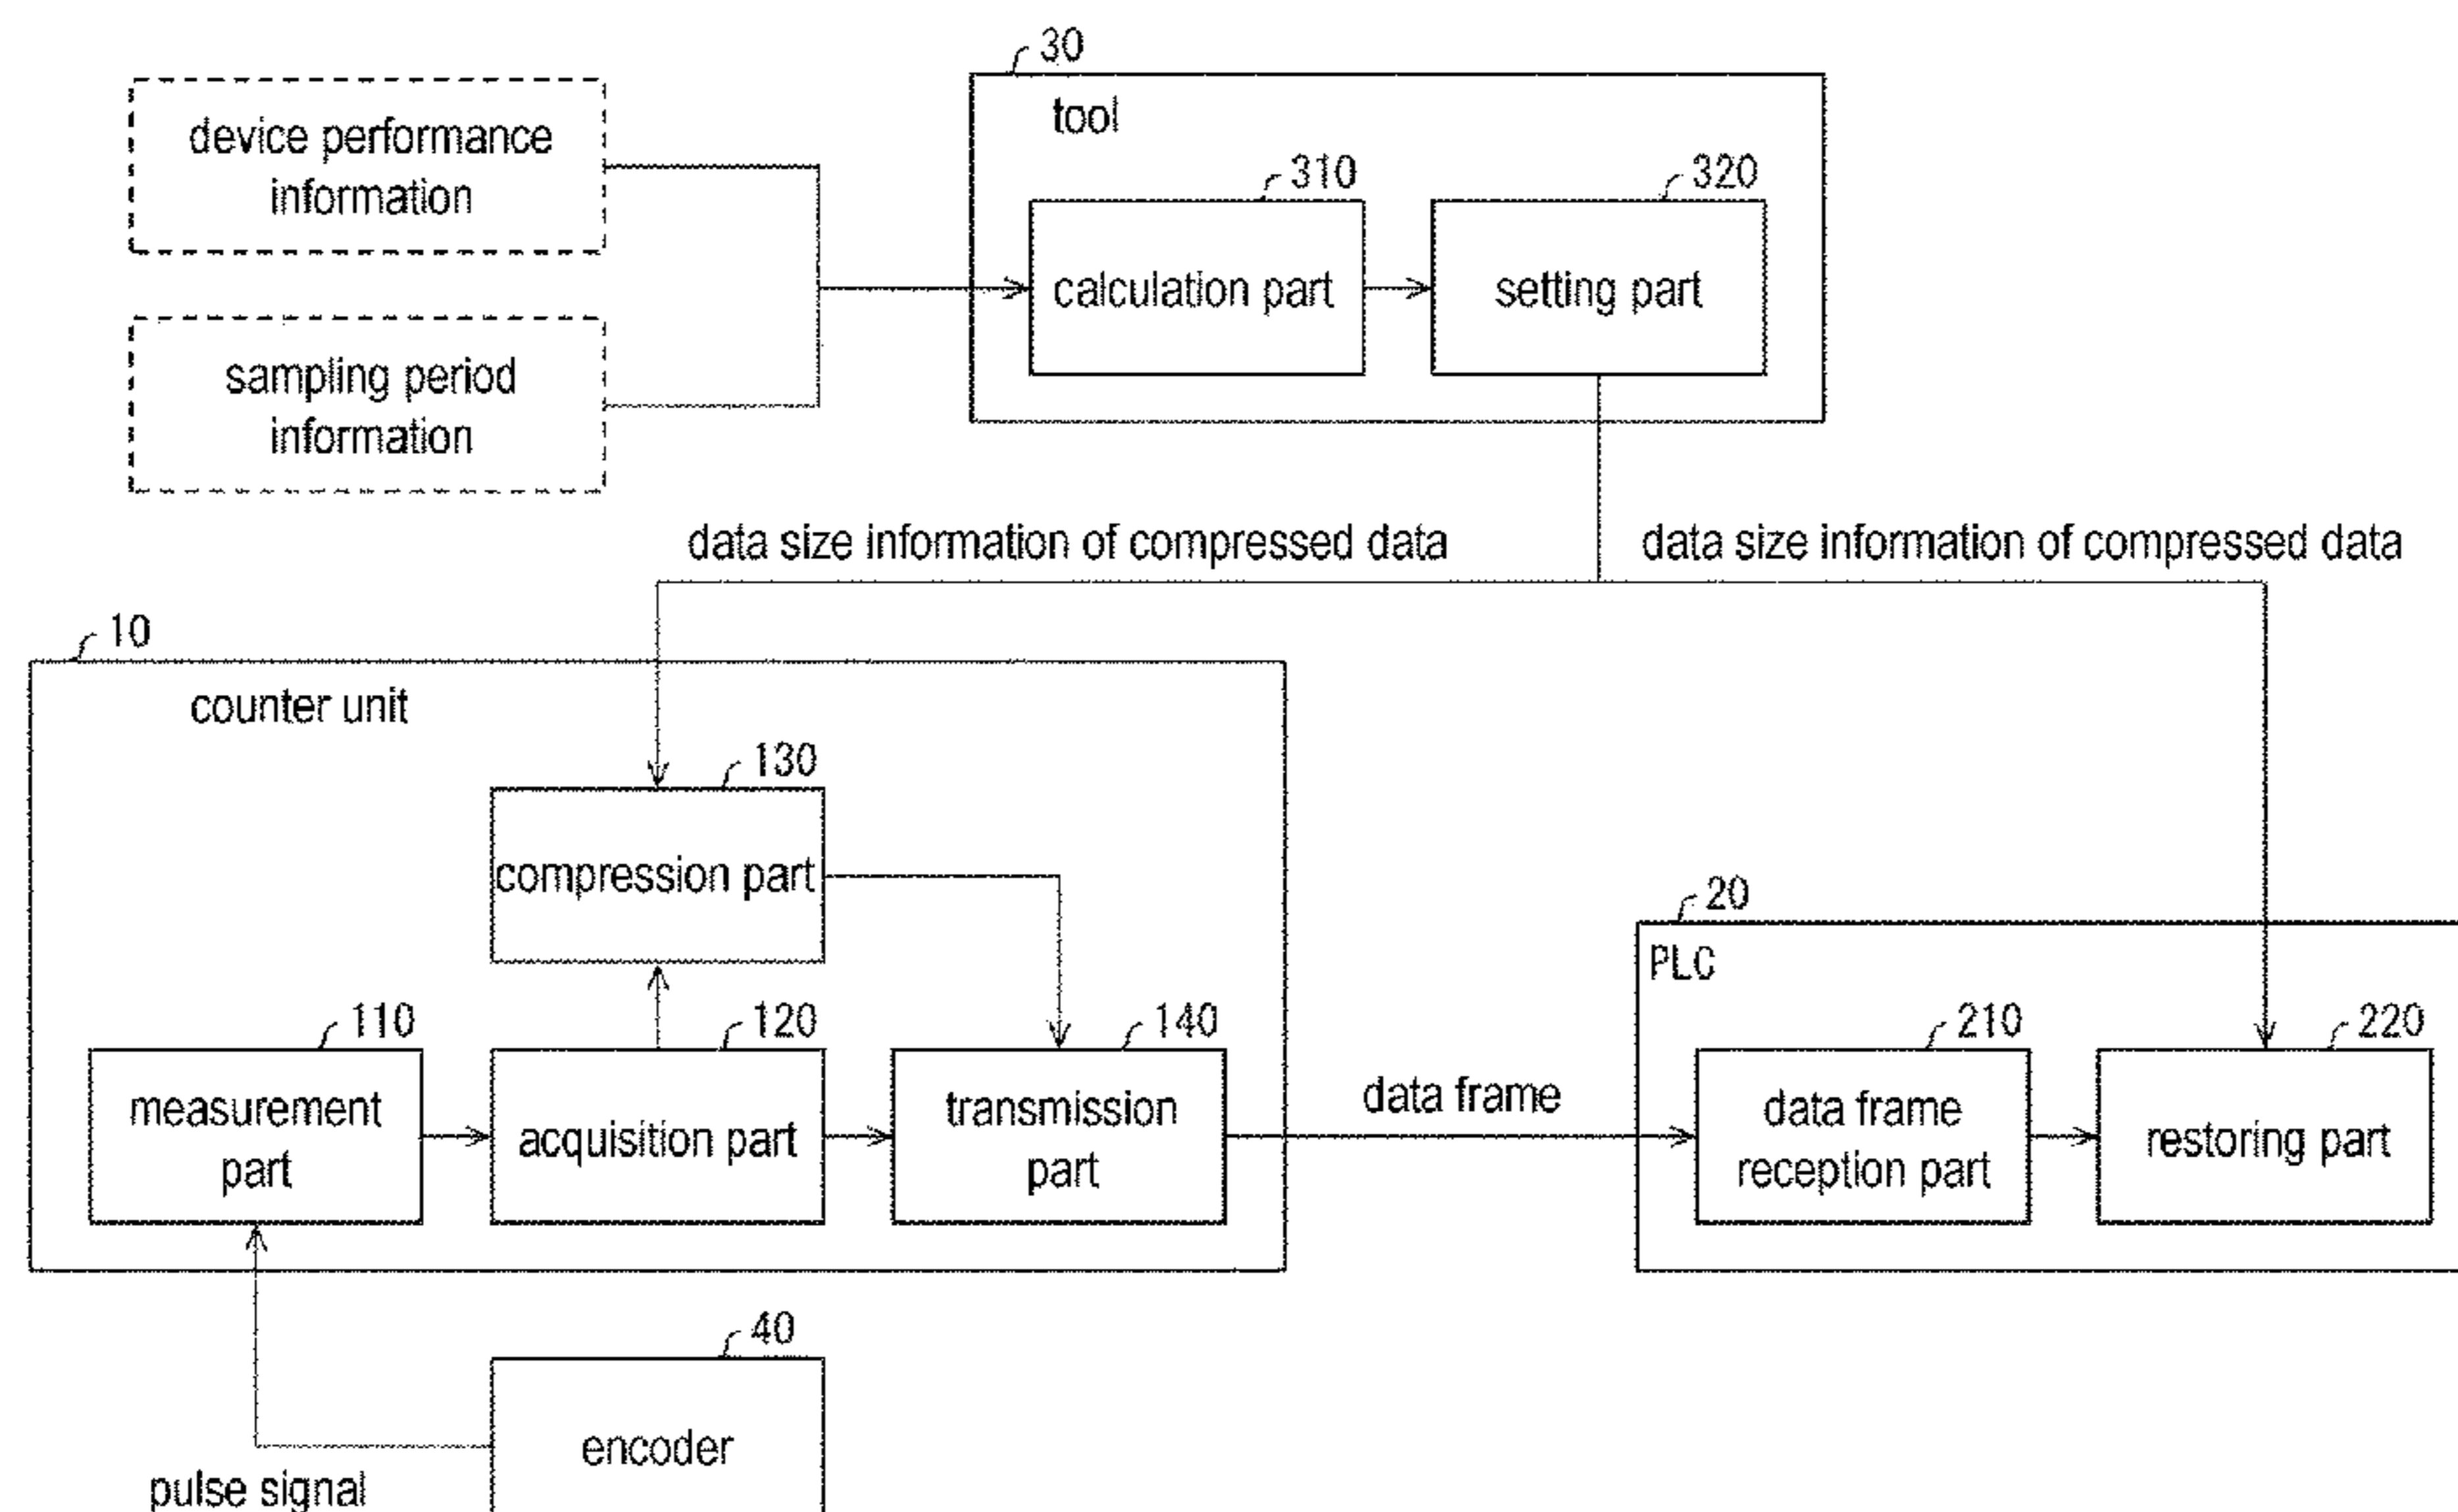 30
tool
device performance
information
310
320
calculation part
setting part
sampling period
information
data size information of compressed data
data size information of compressed data
10
counter unit
130
compression part
20
PLC
110
120
140
210
220
measurement
part
acquisition part
transmission
part
data frame
data frame
reception part
restoring part
40
encoder
pulse signal